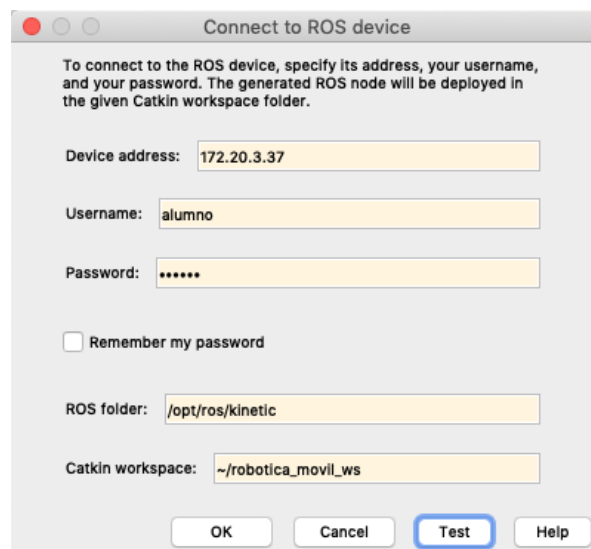 Connect to ROS device
To connect to the ROS device, specify its address, your username,
and your password. The generated ROS node will be deployed in
the given Catkin workspace folder.
Device address: 172.20.3.37
Username: alumno
Password: ••••••
Remember my password
ROS folder: /opt/ros/kinetic
Catkin workspace: ~/robotica_movil_ws
OK Cancel Test Help